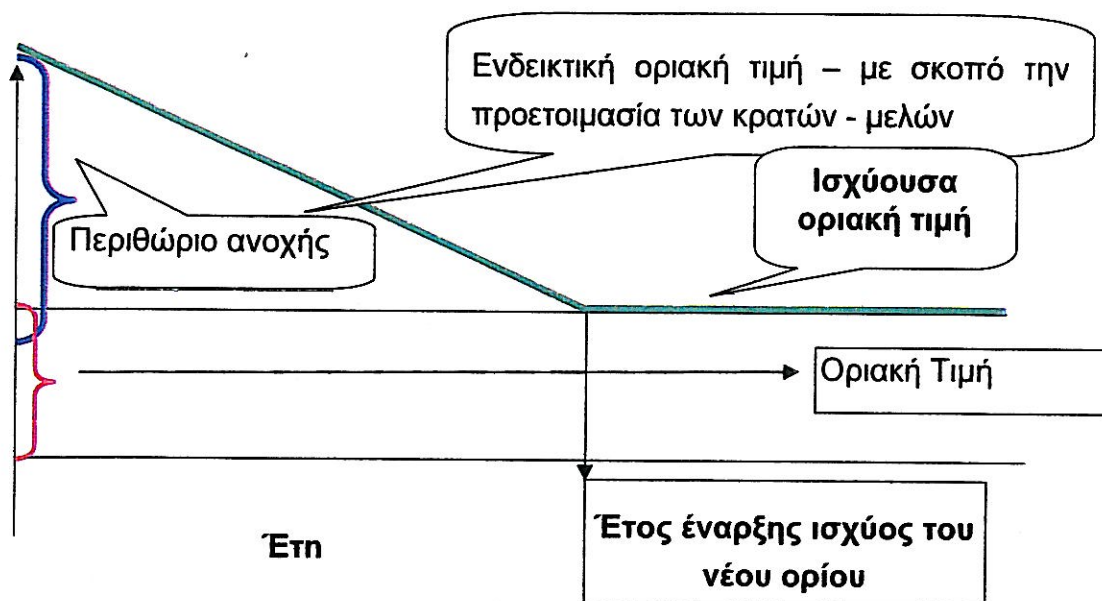 Ενδεικτική οριακή τιμή – με σκοπό την
προετοιμασία των κρατών - μελών
Ισχύουσα
οριακή τιμή
Περιθώριο ανοχής
Οριακή Τιμή
Έτη
Έτος έναρξης ισχύος του
νέου ορίου